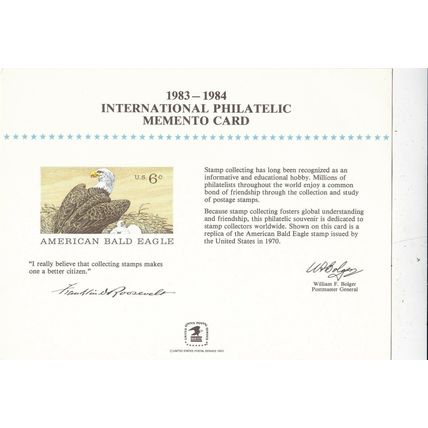 1983 – 1984
INTERNATIONAL PHILATELIC
MEMENTO CARD
U.S. 6c
AMERICAN BALD EAGLE
"I really believe that collecting stamps makes
one a better citizen."
Franklin D Roosevelt
Stamp collecting has long been recognized as an
informative and educational hobby. Millions of
philatelists throughout the world enjoy a common
bond of friendship through the collection and study
of postage stamps.
Because stamp collecting fosters global understanding
and friendship, this philatelic souvenir is dedicated to
stamp collectors worldwide. Shown on this card is a
replica of the American Bald Eagle stamp issued by
the United States in 1970.
W F Bolger
William F. Bolger
Postmaster General